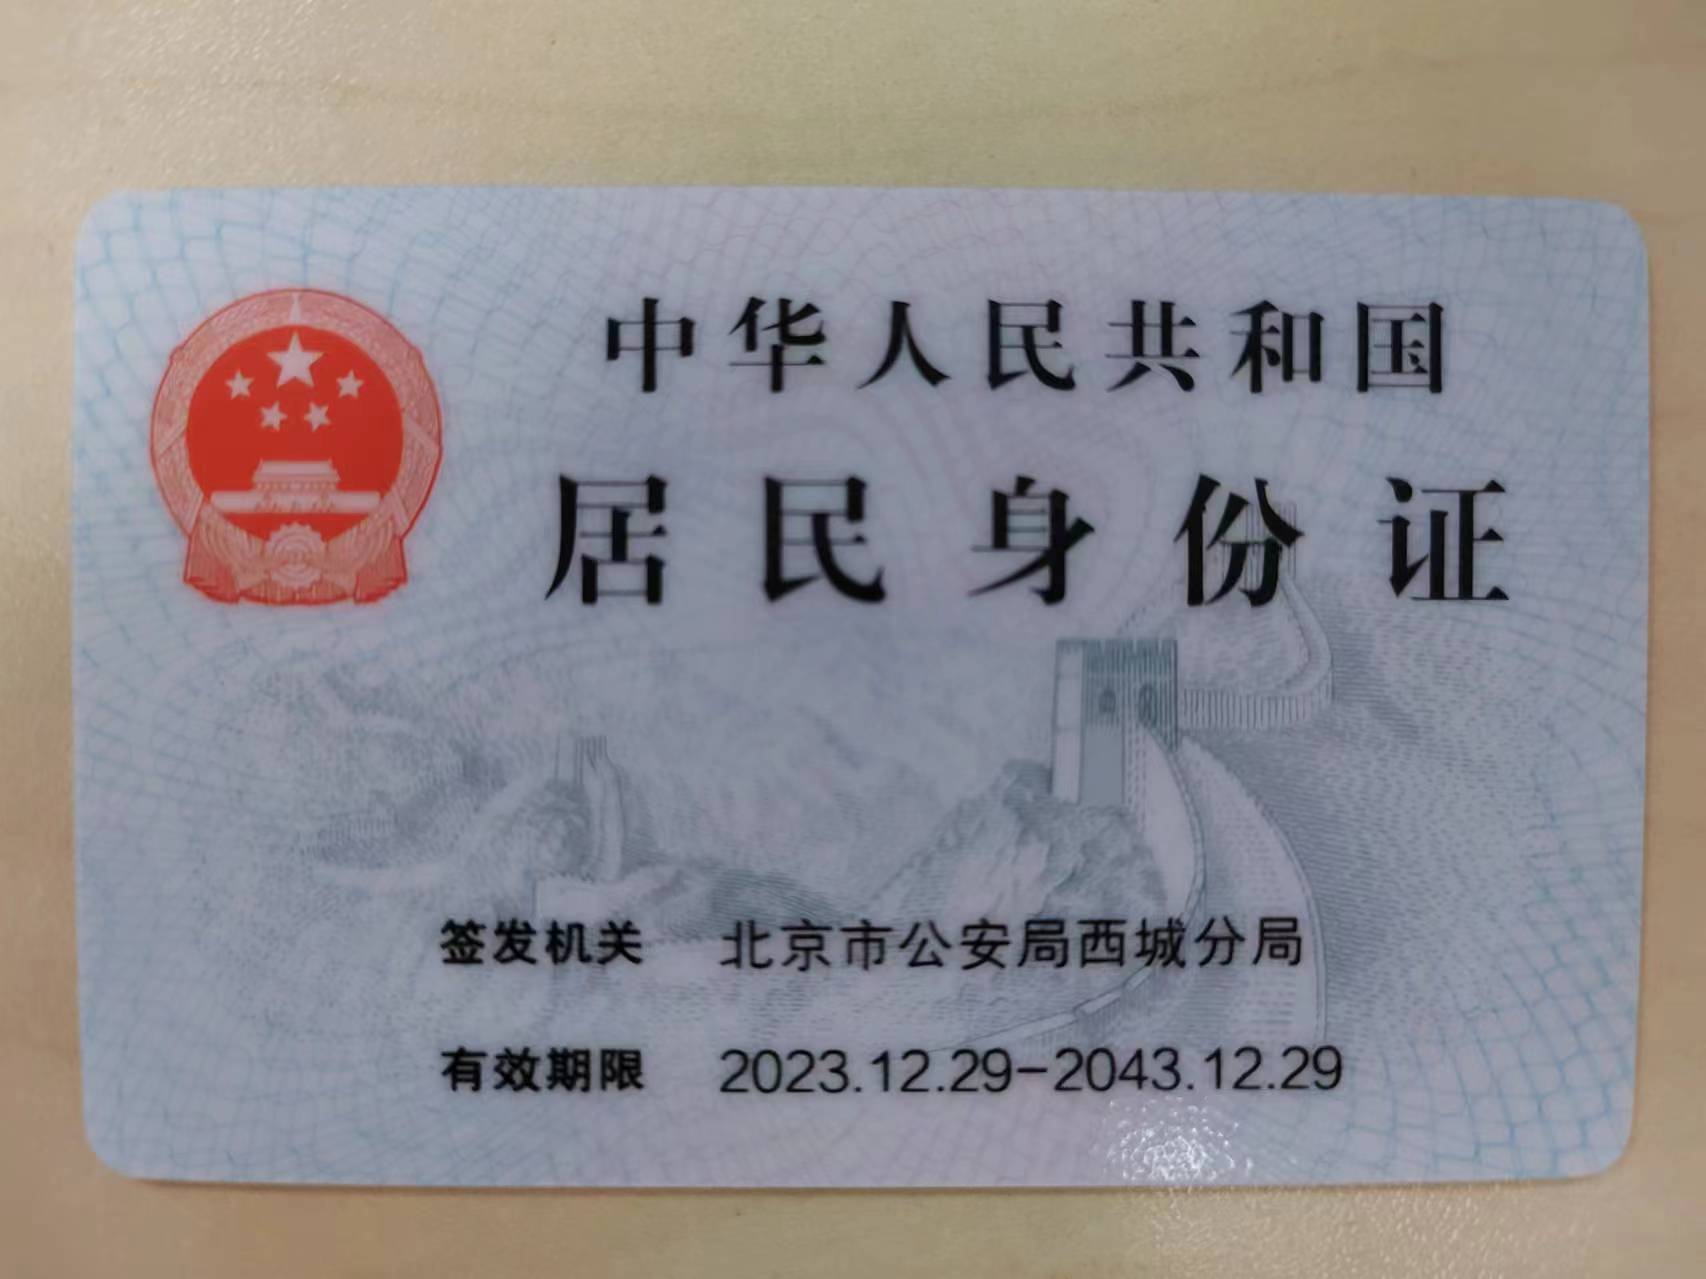 中华人民共和国
居民身份证
签发机关 北京市公安局西城分局
有效期限 2023.12.29-2043.12.29